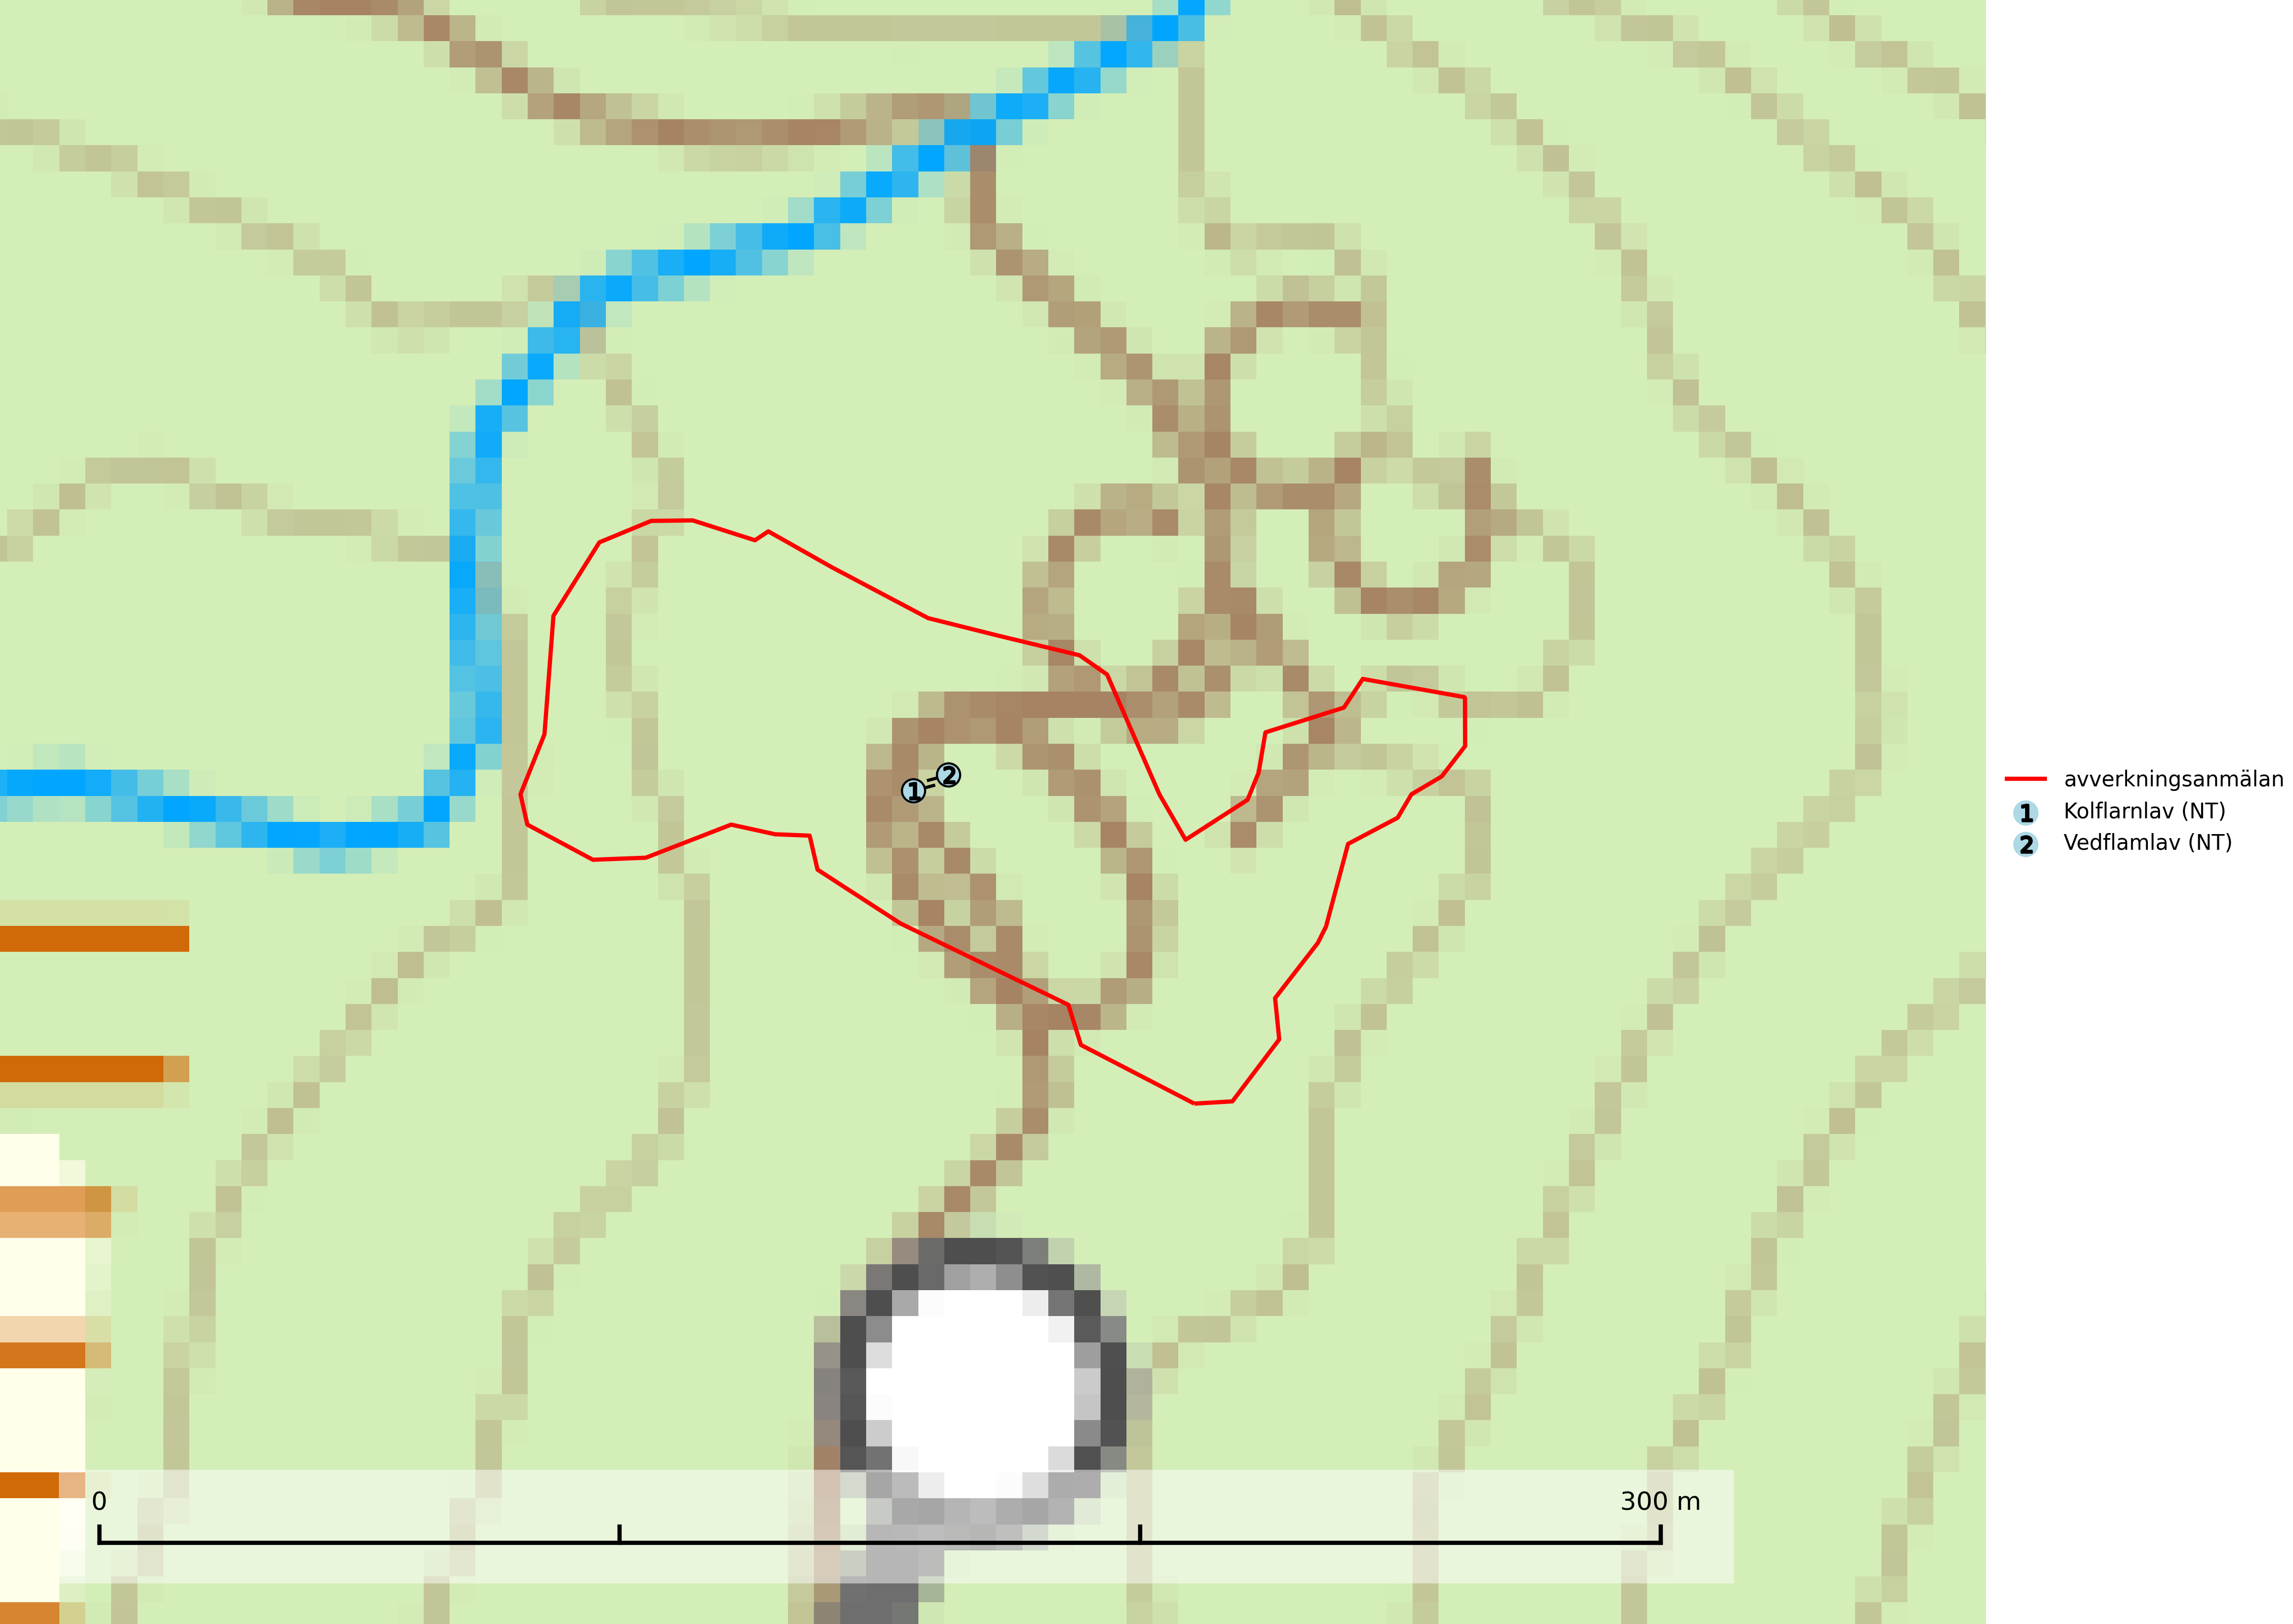 1 2
avverkningsanmälan
1 Kolflarnlav (NT)
2 Vedflamlav (NT)
0 300 m